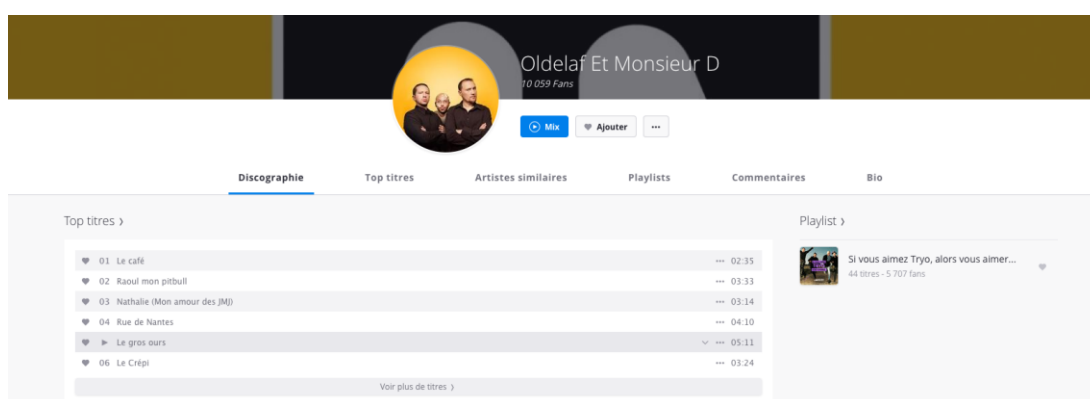 Oldelaf Et Monsieur D
10 059 Fans
Mix
Ajouter
Discographie Top titres Artistes similaires Playlists Commentaires Bio
Top titres
01 Le café 02:35
02 Raoul mon pitbull 03:33
03 Nathalie (Mon amour des JMJ) 03:14
04 Rue de Nantes 04:10
Le gros ours 05:11
06 Le Crépi 03:24
Voir plus de titres
Playlist
Si vous aimez Tryo, alors vous aimer...
44 titres - 5 707 fans